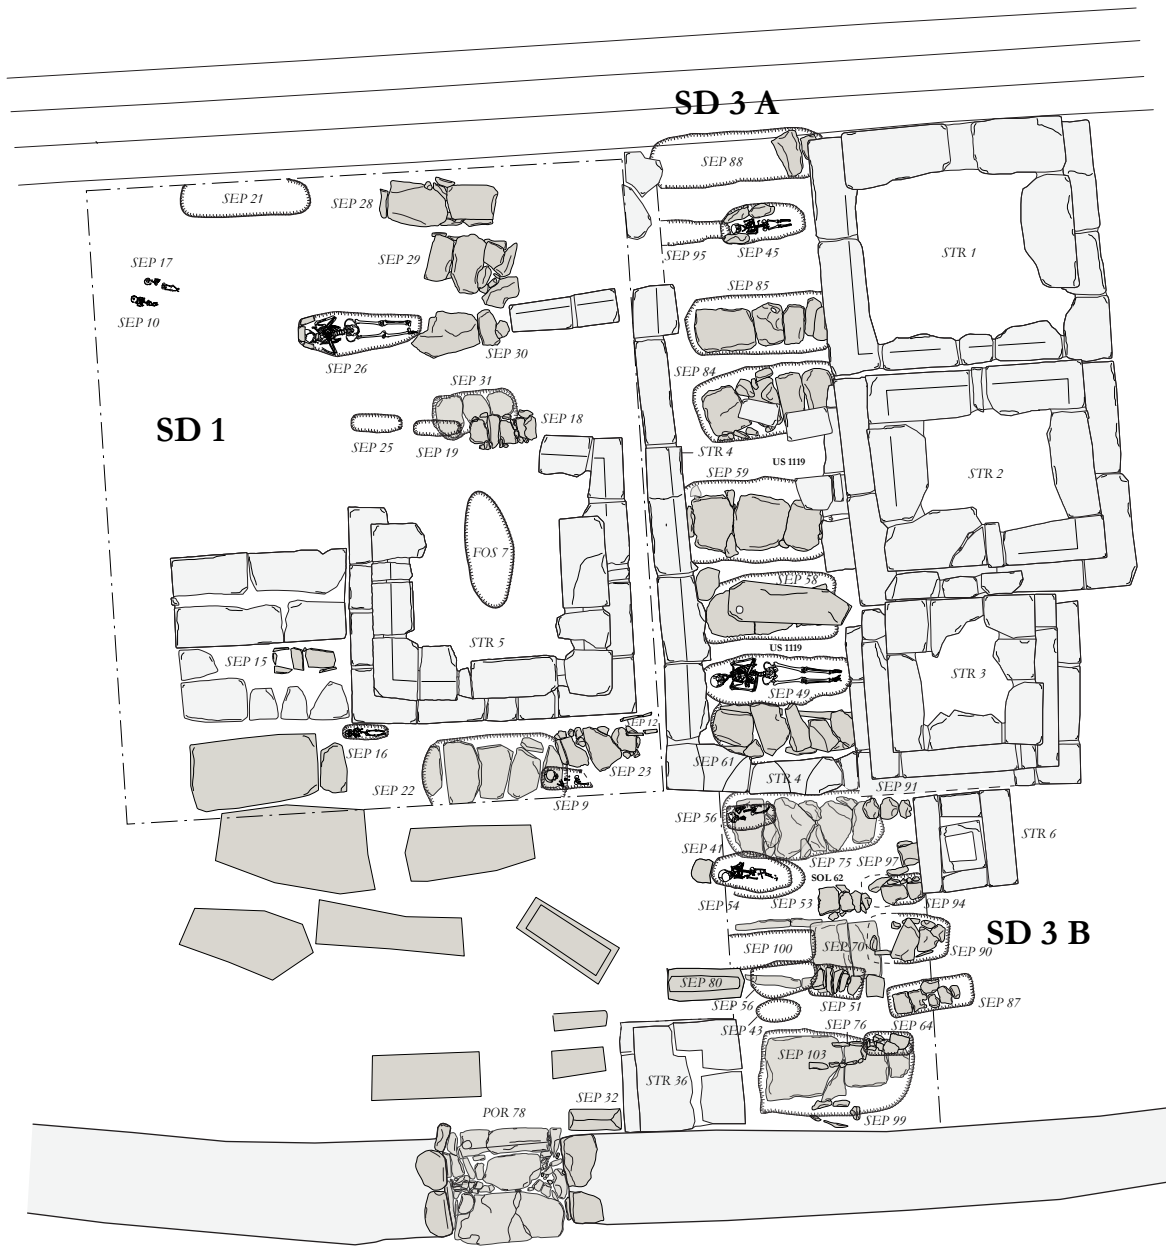 SD 3 A
SEP 88
SEP 21
SEP 28
SEP 95
SEP 45
STR 1
SEP 29
SEP 17
SEP 10
SEP 85
SEP 30
SEP 26
SEP 84
SEP 31
SEP 18
SD 1
SEP 25
SEP 19
STR 4
US 1119
SEP 59
STR 2
FOS 7
SEP 58
STR 5
US 1119
SEP 15
STR 3
SEP 49
SEP 12
SEP 16
SEP 61
SEP 23
STR 4
SEP 22
SEP 91
SEP 9
SEP 56
STR 6
SEP 41
SEP 75
SEP 97
SOL 62
SEP 54
SEP 53
SEP 94
SD 3 B
SEP 100
SEP 70
SEP 90
SEP 80
SEP 56
SEP 51
SEP 87
SEP 43
SEP 76
SEP 64
SEP 103
STR 36
SEP 32
POR 78
SEP 99